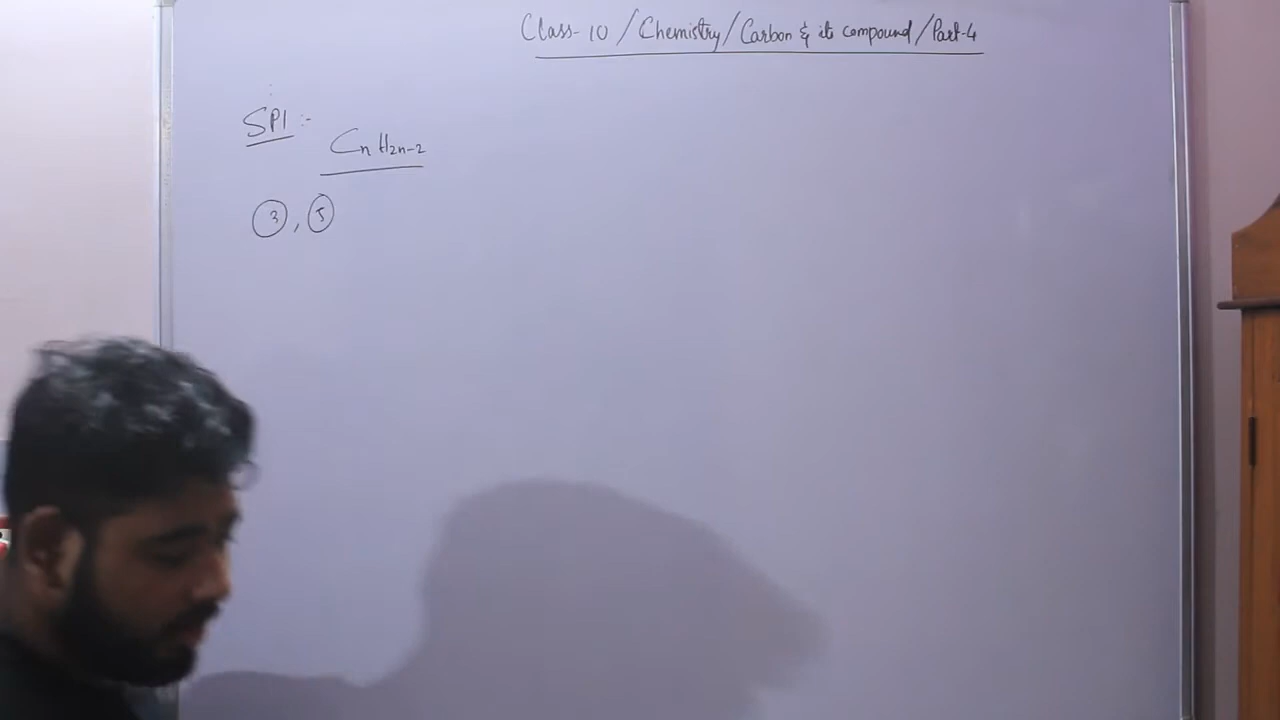 Class-10 / Chemistry / Carbon & its compound / Part-4
SP1 :-
CnH2n-2
3, 5